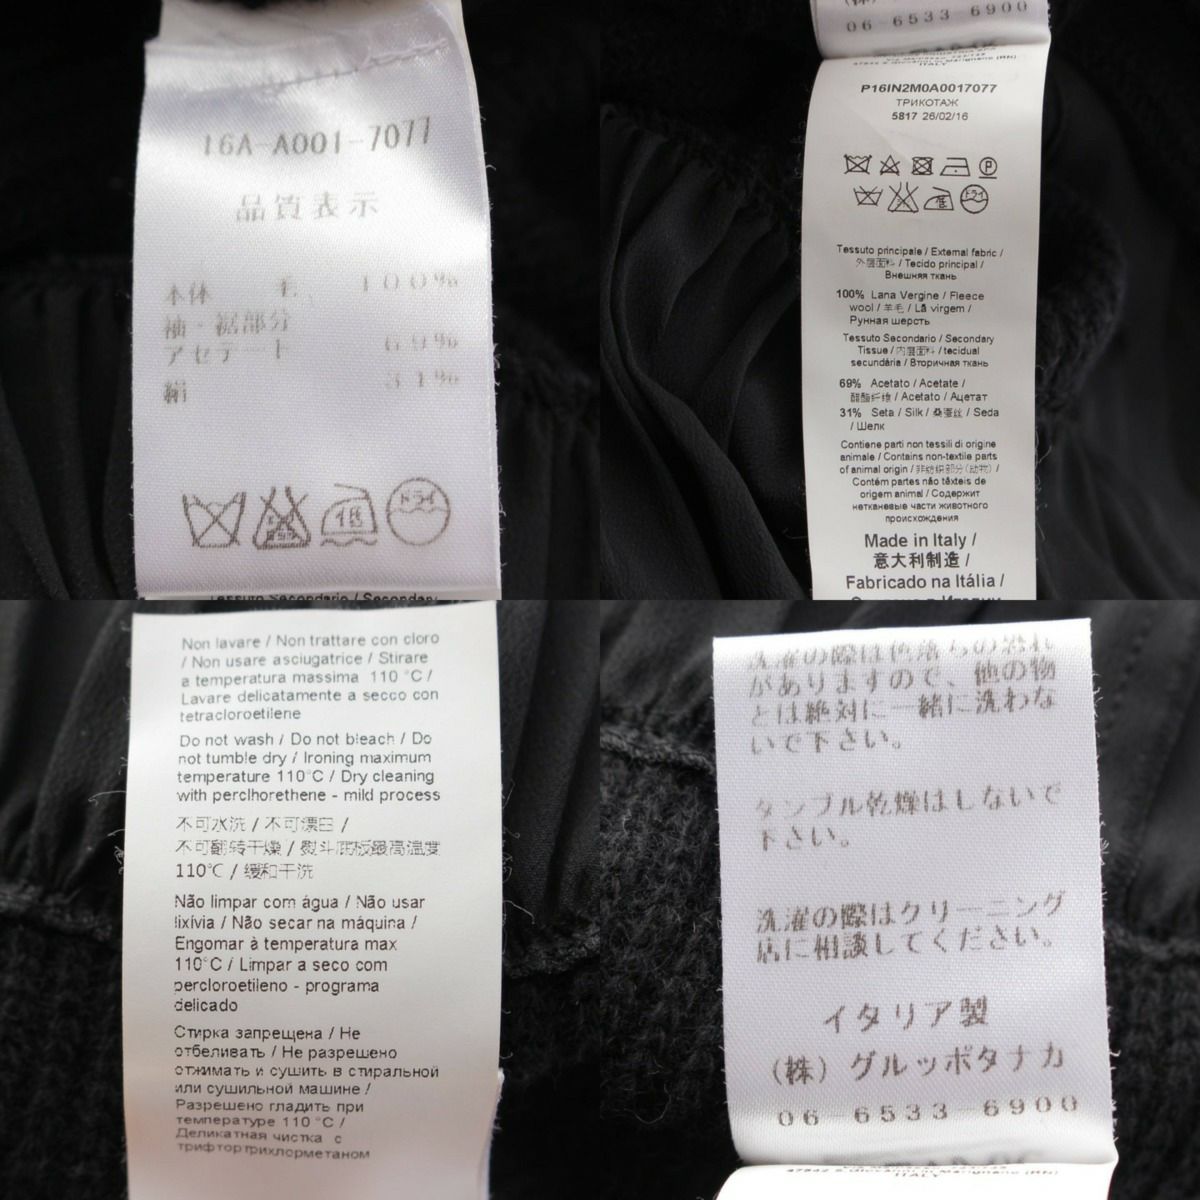 16A-A001-7077
品質表示
本体 毛 100%
袖・裾部分
アセテート 69%
絹 31%
ドライ
Tessuto Secondario / Secondary
06-6533-6900
ITALY
P16IN2M0A0017077
ТРИКОТАЖ
5817 26/02/16
P
ドライ
Tessuto principale / External fabric /
外层面料 / Tecido principal /
Внешняя ткань
100% Lana Vergine / Fleece
wool / 羊毛 / Lã virgem /
Рунная шерсть
Tessuto Secondario / Secondary
Tissue / 内层面料 / tecidual
secundária / Вторичная ткань
69% Acetato / Acetate /
醋酯纤维 / Acetato / Ацетат
31% Seta / Silk / 桑蚕丝 / Seda
/ Шелк
Contiene parti non tessili di origine
animale / Contains non-textile parts
of animal origin / 非纺织部分(动物) /
Contém partes não têxteis de
origem animal / Содержит
нетканевые части животного
происхождения
Made in Italy /
意大利制造 /
Fabricado na Itália /
Non lavare / Non trattare con cloro
/ Non usare asciugatrice / Stirare
a temperatura massima 110°C /
Lavare delicatamente a secco con
tetracloroetilene
Do not wash / Do not bleach / Do
not tumble dry / Ironing maximum
temperature 110°C / Dry cleaning
with perclhorethene - mild process
不可水洗 / 不可漂白 /
不可翻转干燥 / 熨斗底板最高温度
110℃ / 缓和干洗
Não limpar com água / Não usar
lixívia / Não secar na máquina /
Engomar à temperatura max
110°C / Limpar a seco com
percloroetileno - programa
delicado
Стирка запрещена / Не
отбеливать / Не разрешено
отжимать и сушить в стиральной
или сушильной машине /
Разрешено гладить при
температуре 110°C /
Деликатная чистка с
трифтортрихлорметаном
洗濯の際は色落ちの恐れ
がありますので、他の物
とは絶対に一緒に洗わな
いで下さい。
タンブル乾燥はしないで
下さい。
洗濯の際はクリーニング
店に相談してください。
イタリア製
(株)グルッポタナカ
06-6533-6900
ITALY